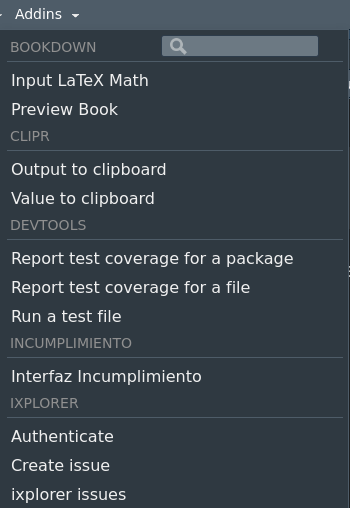 Addins
BOOKDOWN
Input LaTeX Math
Preview Book
CLIPR
Output to clipboard
Value to clipboard
DEVTOOLS
Report test coverage for a package
Report test coverage for a file
Run a test file
INCUMPLIMIENTO
Interfaz Incumplimiento
IXPLORER
Authenticate
Create issue
ixplorer issues